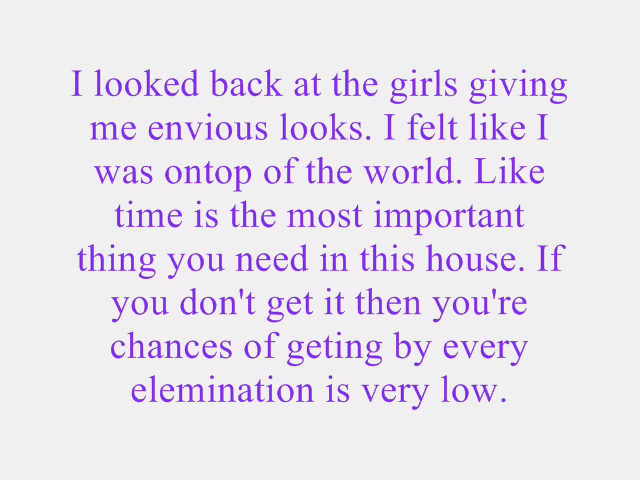 I looked back at the girls giving
me envious looks. I felt like I
was ontop of the world. Like
time is the most important
thing you need in this house. If
you don't get it then you're
chances of geting by every
elemination is very low.